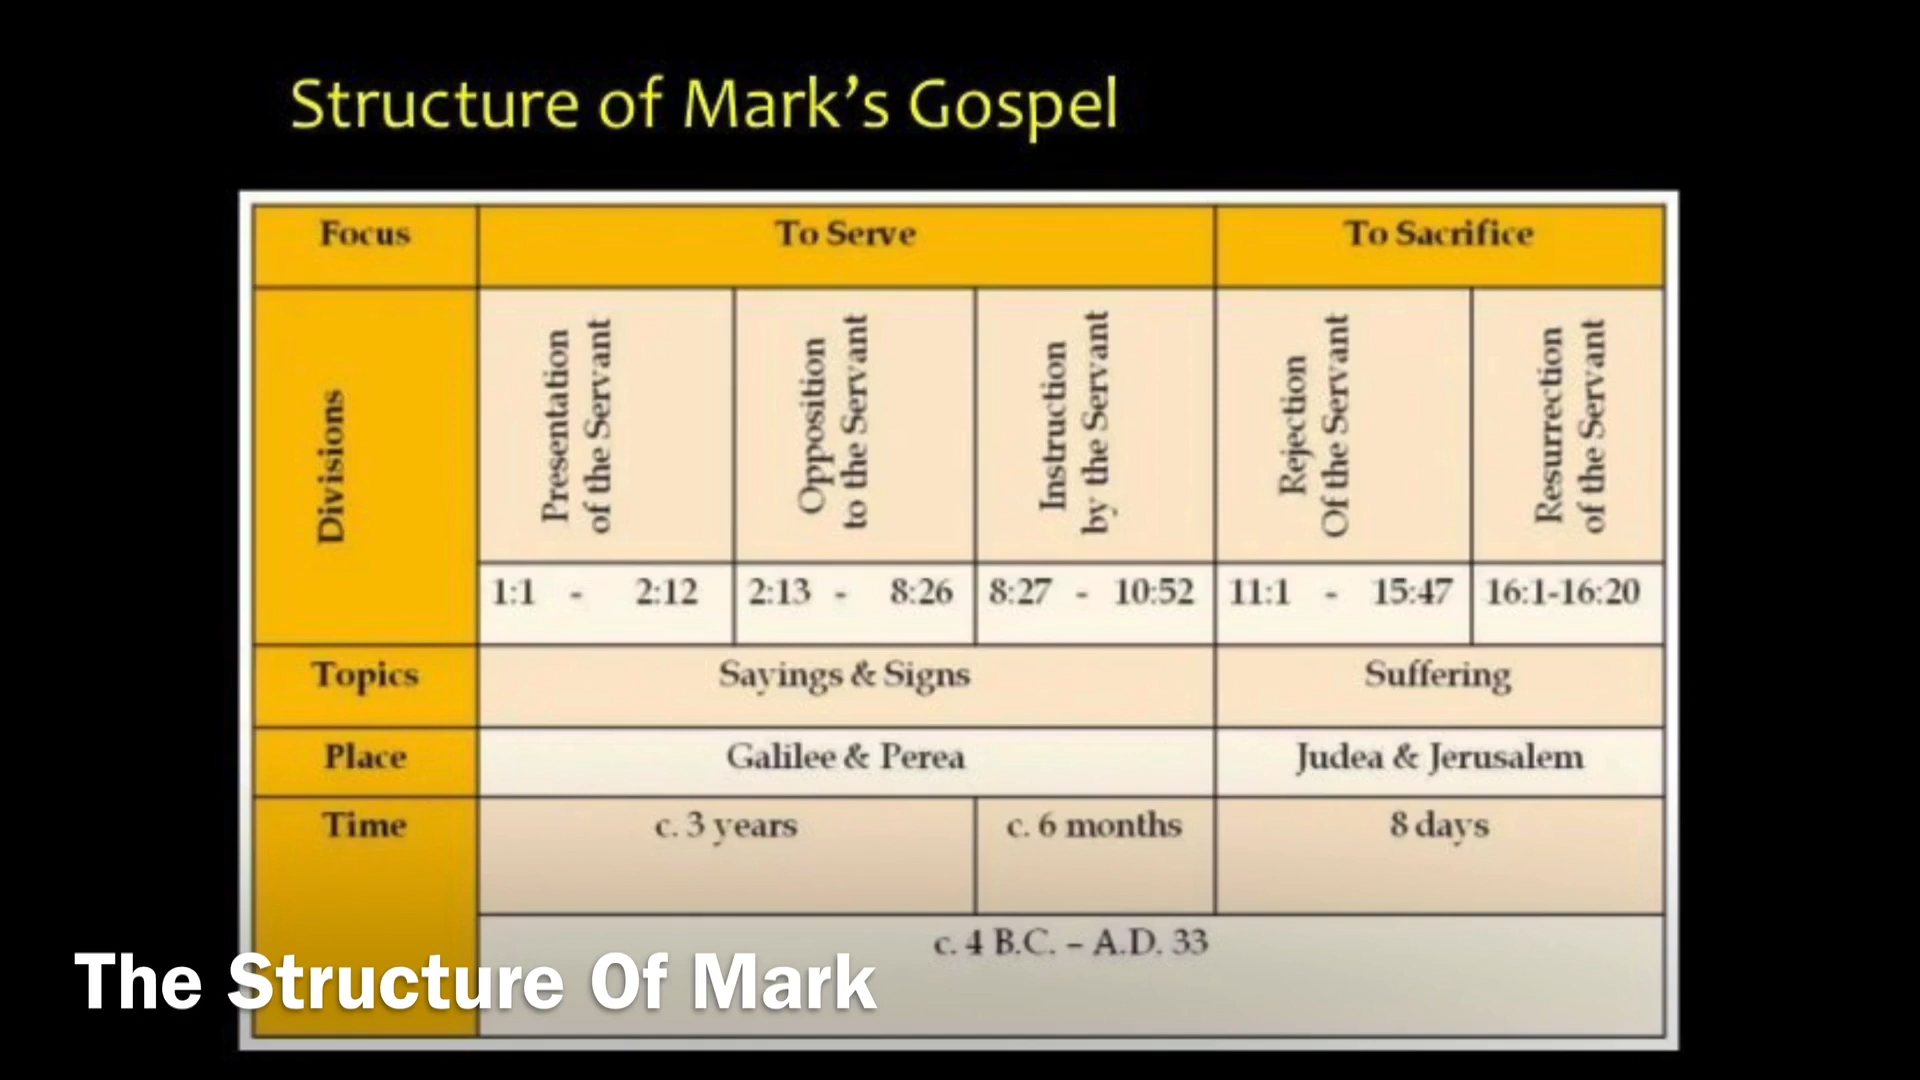 Structure of Mark's Gospel
Focus
To Serve
To Sacrifice
Divisions
Presentation
of the Servant
Opposition
to the Servant
Instruction
by the Servant
Rejection
Of the Servant
Resurrection
of the Servant
1:1 - 2:12
2:13 - 8:26
8:27 - 10:52
11:1 - 15:47
16:1-16:20
Topics
Sayings & Signs
Suffering
Place
Galilee & Perea
Judea & Jerusalem
Time
c. 3 years
c. 6 months
8 days
c. 4 B.C. – A.D. 33
The Structure Of Mark